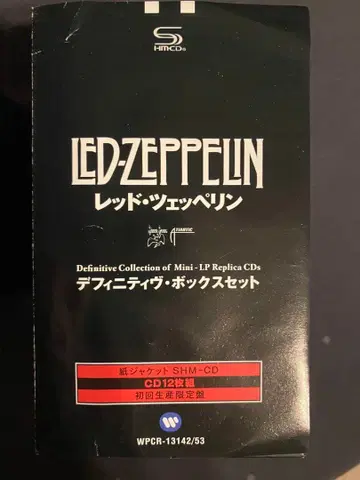 SHM-CD
LED-ZEPPELIN
レッド・ツェッペリン
ATLANTIC
Definitive Collection of Mini-LP Replica CDs
デフィニティヴ・ボックスセット
紙ジャケット SHM-CD
CD12枚組
初回生産限定盤
WPCR-13142/53